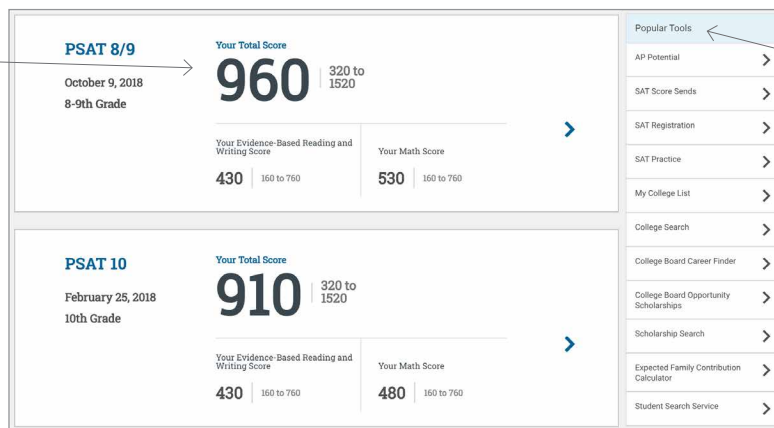 PSAT 8/9
October 9, 2018
8-9th Grade
Your Total Score
960
320 to
1520
Your Evidence-Based Reading and
Writing Score
430
160 to 760
Your Math Score
530
160 to 760
PSAT 10
February 25, 2018
10th Grade
Your Total Score
910
320 to
1520
Your Evidence-Based Reading and
Writing Score
430
160 to 760
Your Math Score
480
160 to 760
Popular Tools
AP Potential
SAT Score Sends
SAT Registration
SAT Practice
My College List
College Search
College Board Career Finder
College Board Opportunity
Scholarships
Scholarship Search
Expected Family Contribution
Calculator
Student Search Service